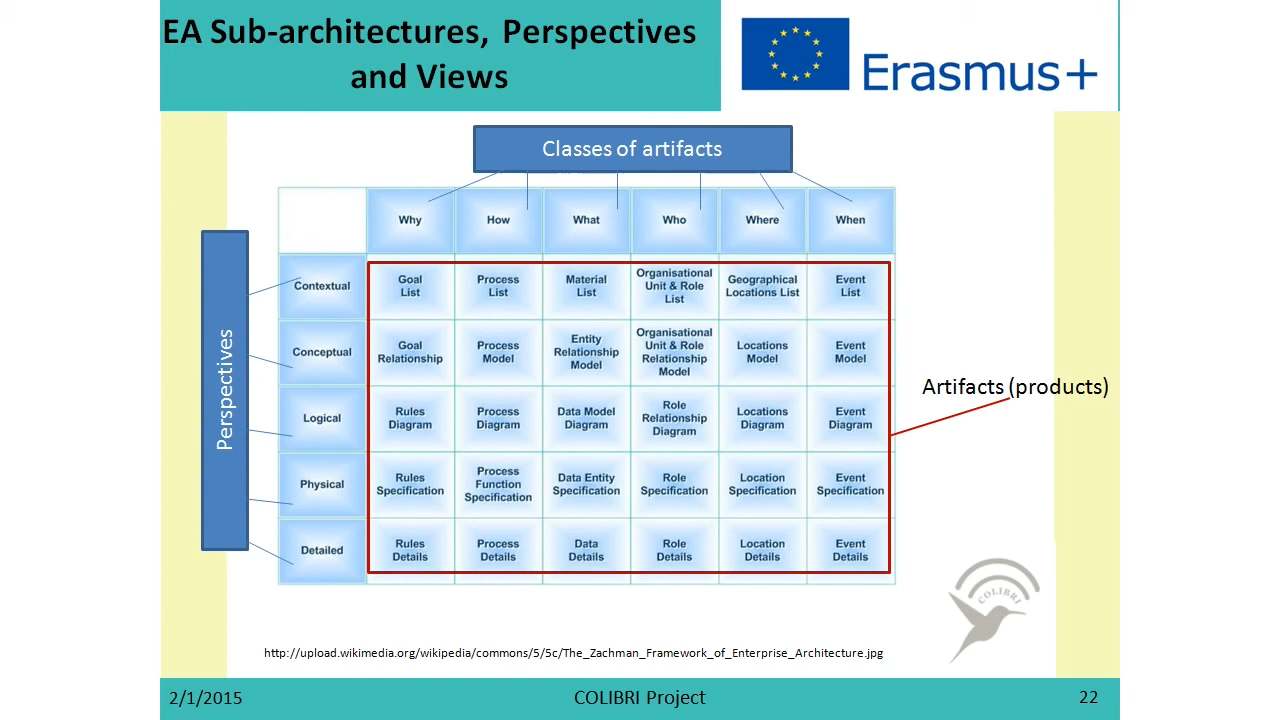 EA Sub-architectures, Perspectives
and Views
Erasmus+
Classes of artifacts
Why How What Who Where When
Perspectives
Contextual
Goal
List
Process
List
Material
List
Organisational
Unit & Role
List
Geographical
Locations List
Event
List
Conceptual
Goal
Relationship
Process
Model
Entity
Relationship
Model
Organisational
Unit & Role
Relationship
Model
Locations
Model
Event
Model
Artifacts (products)
Logical
Rules
Diagram
Process
Diagram
Data Model
Diagram
Role
Relationship
Diagram
Locations
Diagram
Event
Diagram
Physical
Rules
Specification
Process
Function
Specification
Data Entity
Specification
Role
Specification
Location
Specification
Event
Specification
Detailed
Rules
Details
Process
Details
Data
Details
Role
Details
Location
Details
Event
Details
COLIBRI
http://upload.wikimedia.org/wikipedia/commons/5/5c/The_Zachman_Framework_of_Enterprise_Architecture.jpg
2/1/2015
COLIBRI Project
22